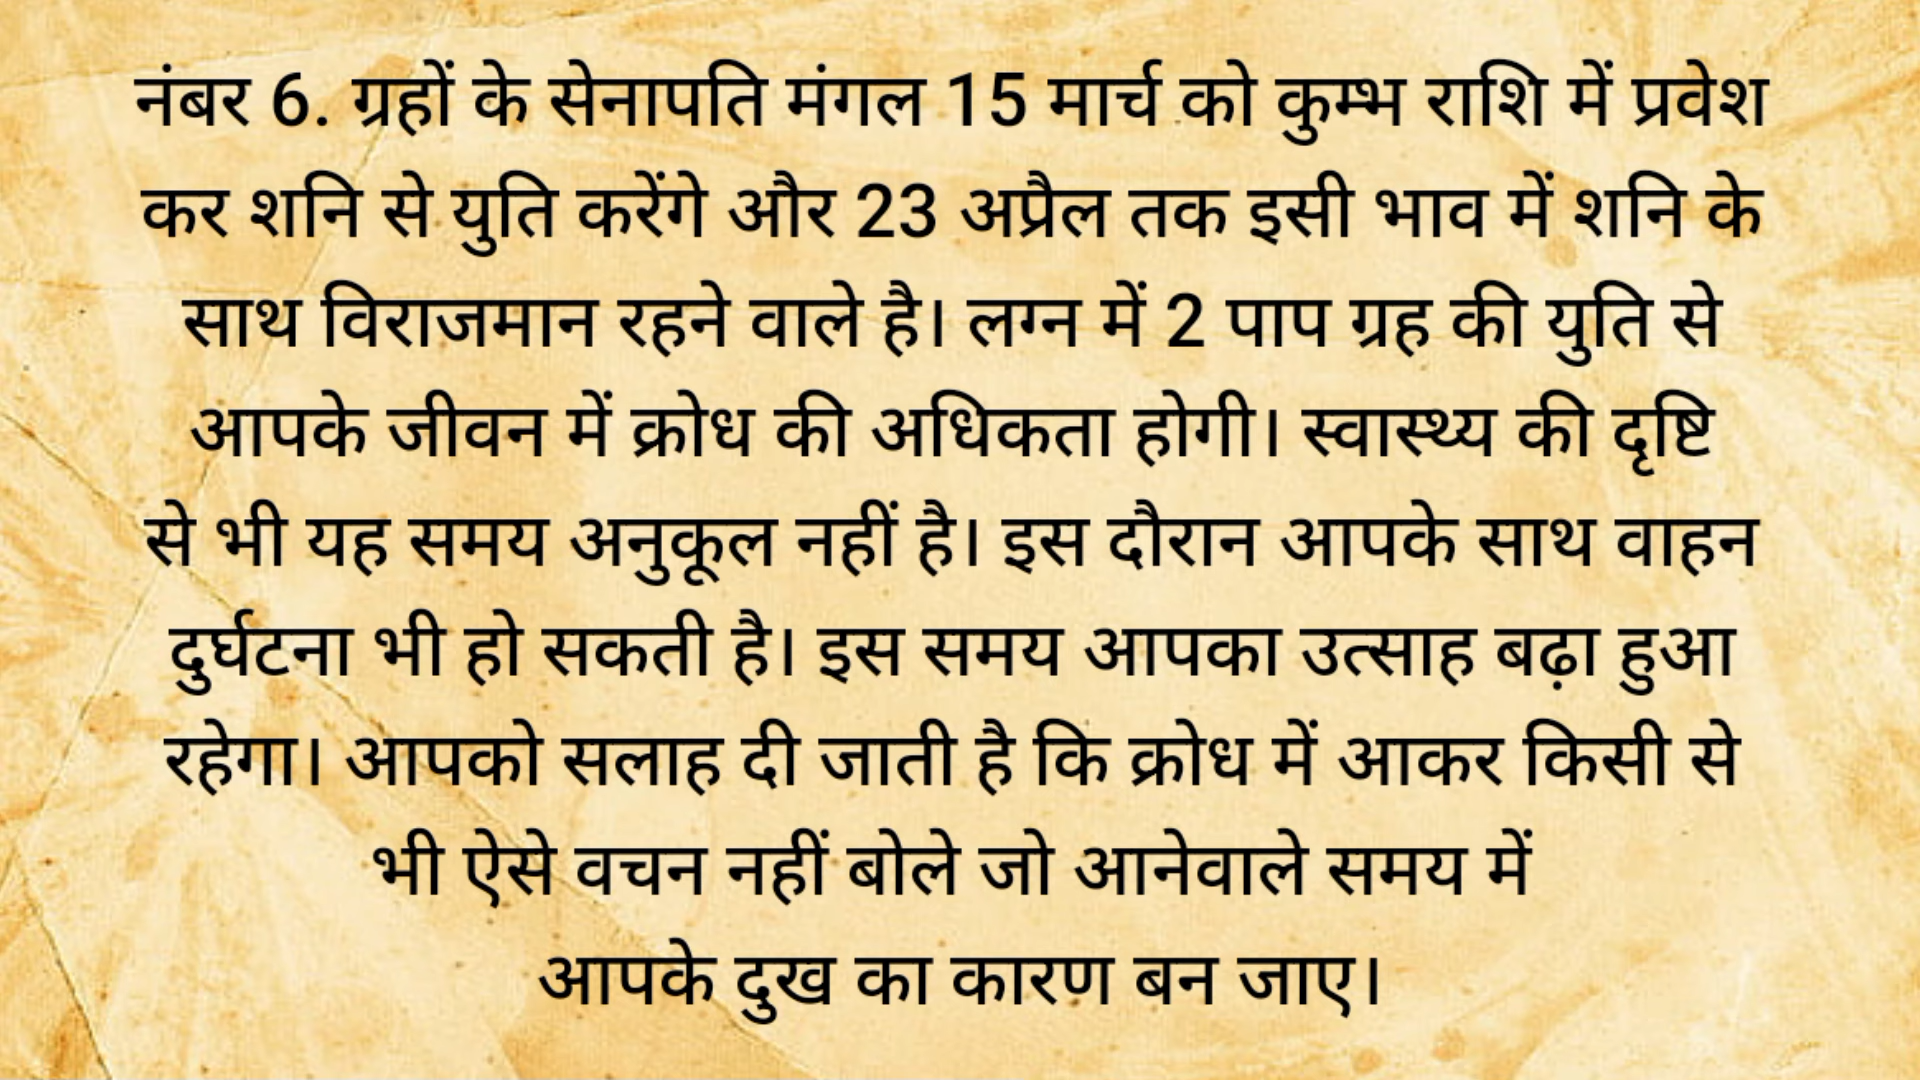 नंबर 6. ग्रहों के सेनापति मंगल 15 मार्च को कुम्भ राशि में प्रवेश
कर शनि से युति करेंगे और 23 अप्रैल तक इसी भाव में शनि के
साथ विराजमान रहने वाले है। लग्न में 2 पाप ग्रह की युति से
आपके जीवन में क्रोध की अधिकता होगी। स्वास्थ्य की दृष्टि
से भी यह समय अनुकूल नहीं है। इस दौरान आपके साथ वाहन
दुर्घटना भी हो सकती है। इस समय आपका उत्साह बढ़ा हुआ
रहेगा। आपको सलाह दी जाती है कि क्रोध में आकर किसी से
भी ऐसे वचन नहीं बोले जो आनेवाले समय में
आपके दुख का कारण बन जाए।